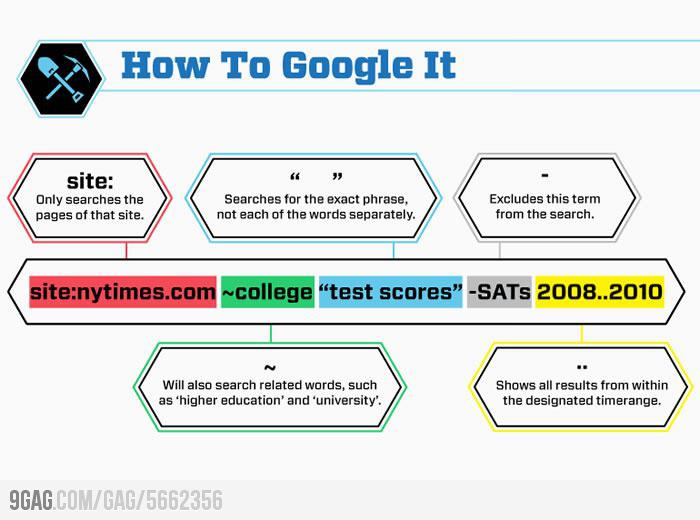 How To Google It
site:
Only searches the
pages of that site.
“ ”
Searches for the exact phrase,
not each of the words separately.
-
Excludes this term
from the search.
site:nytimes.com ~college “test scores” -SATs 2008..2010
~
Will also search related words, such
as ‘higher education’ and ‘university’.
..
Shows all results from within
the designated timerange.
9GAG.COM/GAG/5662356